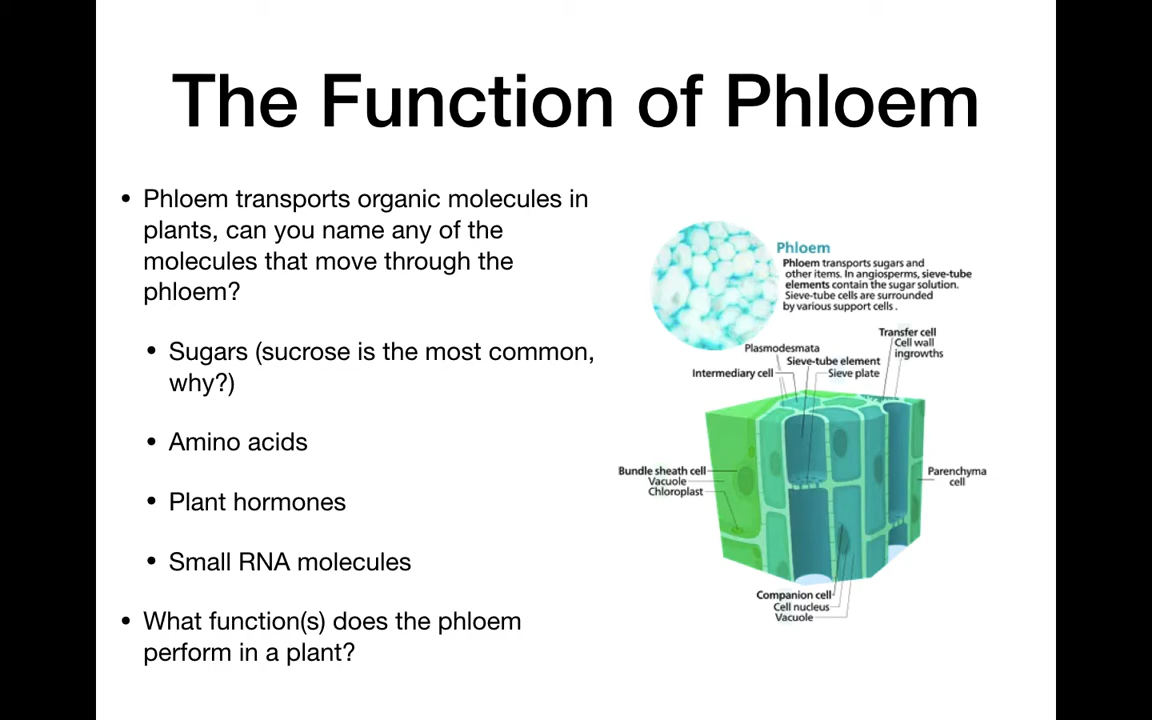 The Function of Phloem
• Phloem transports organic molecules in
plants, can you name any of the
molecules that move through the
phloem?
• Sugars (sucrose is the most common,
why?)
• Amino acids
• Plant hormones
• Small RNA molecules
• What function(s) does the phloem
perform in a plant?
Phloem
Phloem transports sugars and
other items. In angiosperms, sieve-tube
elements contain the sugar solution.
Sieve-tube cells are surrounded
by various support cells .
Transfer cell
Cell wall
ingrowths
Plasmodesmata
Sieve-tube element
Intermediary cell
Sieve plate
Bundle sheath cell
Vacuole
Chloroplast
Parenchyma
cell
Companion cell
Cell nucleus
Vacuole